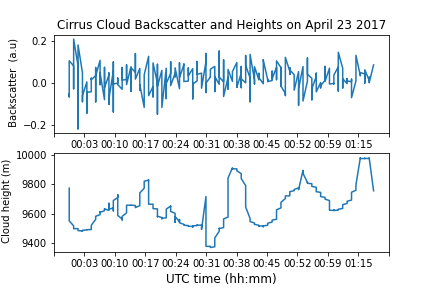 Cirrus Cloud Backscatter and Heights on April 23 2017
Backscatter (a.u)
0.2
0.0
−0.2
00:03 00:10 00:17 00:24 00:31 00:38 00:45 00:52 00:59 01:15
Cloud height (m)
10000
9800
9600
9400
00:03 00:10 00:17 00:24 00:31 00:38 00:45 00:52 00:59 01:15
UTC time (hh:mm)